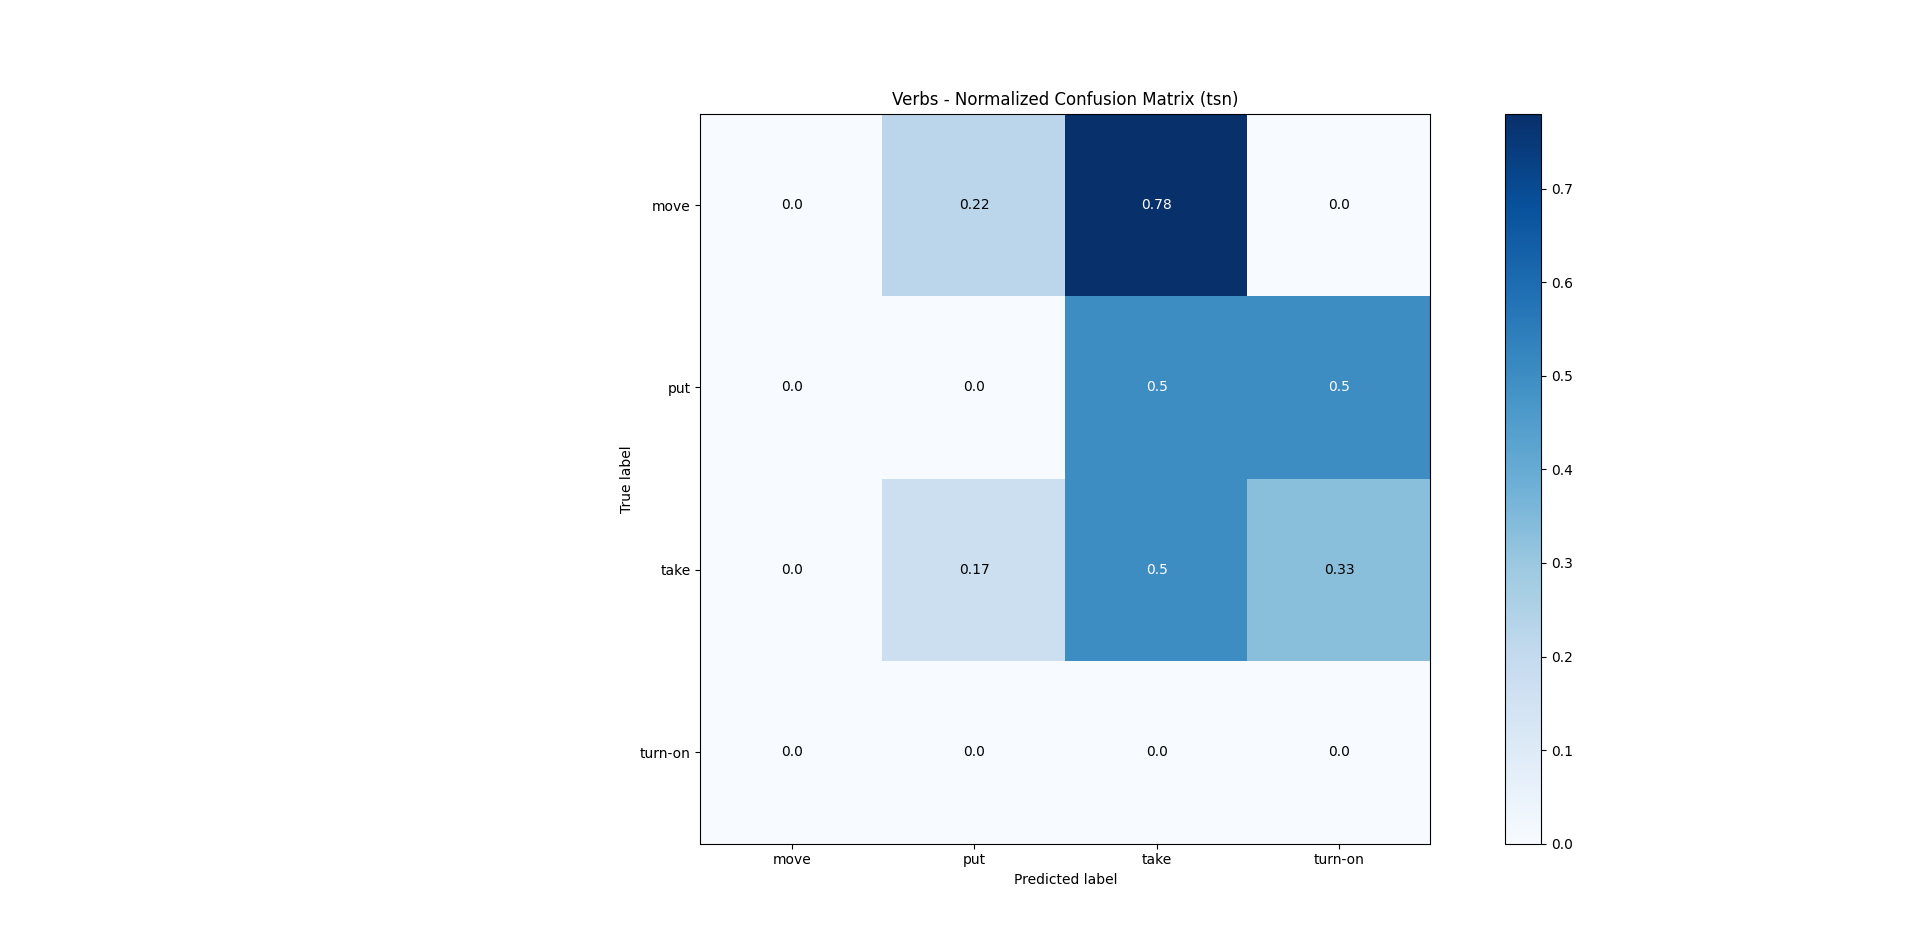 Verbs - Normalized Confusion Matrix (tsn)
move 0.0 0.22 0.78 0.0
put 0.0 0.0 0.5 0.5
take 0.0 0.17 0.5 0.33
turn-on 0.0 0.0 0.0 0.0
True label
move put take turn-on
Predicted label
0.7
0.6
0.5
0.4
0.3
0.2
0.1
0.0